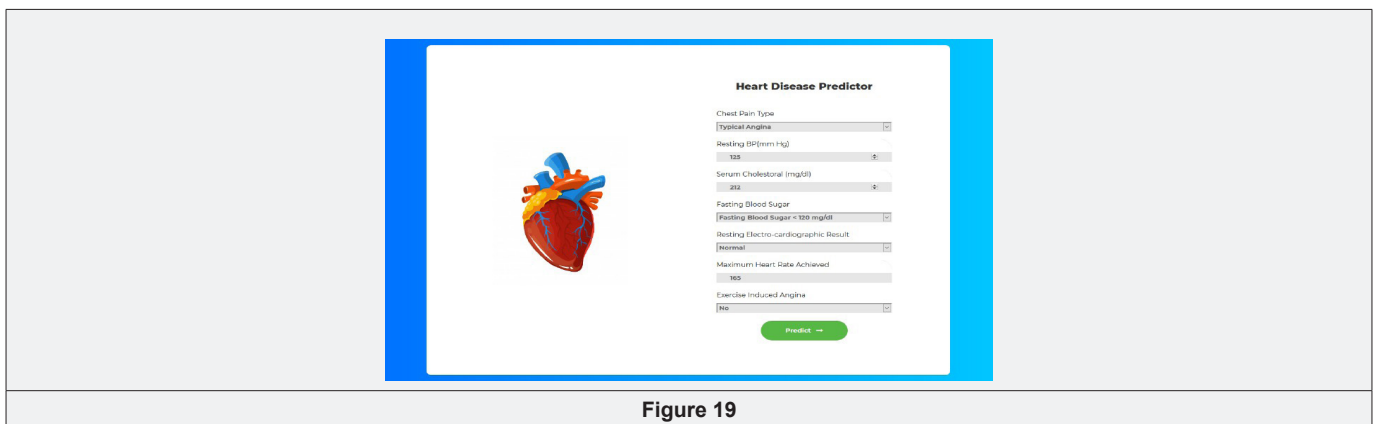 Heart Disease Predictor
Chest Pain Type
Typical Angina
Resting BP(mm Hg)
125
Serum Cholestoral (mg/dl)
212
Fasting Blood Sugar
Fasting Blood Sugar < 120 mg/dl
Resting Electro-cardiographic Result
Normal
Maximum Heart Rate Achieved
165
Exercise Induced Angina
No
Predict →
Figure 19